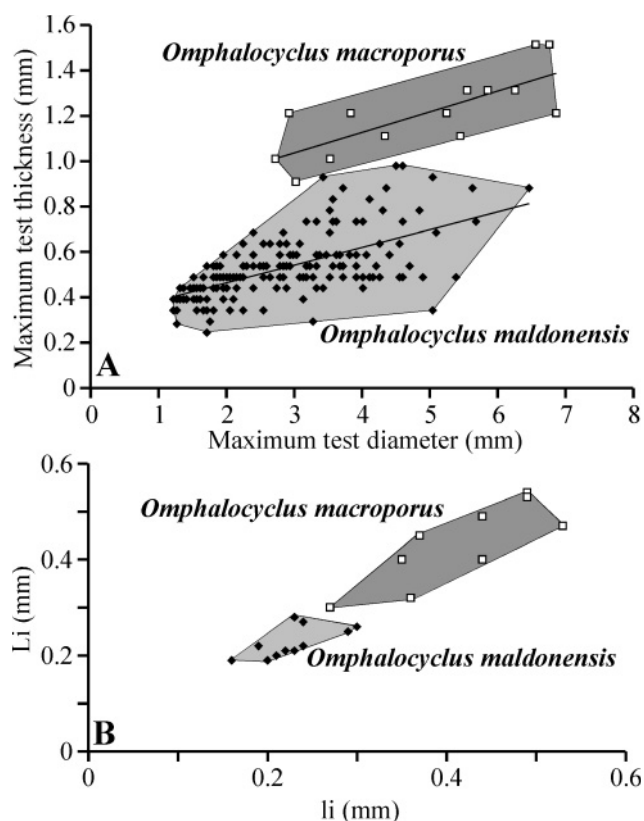 1.6
1.4
1.2
1.0
0.8
0.6
0.4
0.2
0
Maximum test thickness (mm)
Omphalocyclus macroporus
Omphalocyclus maldonensis
A
0 1 2 3 4 5 6 7 8
Maximum test diameter (mm)
0.6
0.4
0.2
0
Li (mm)
Omphalocyclus macroporus
Omphalocyclus maldonensis
B
0 0.2 0.4 0.6
li (mm)